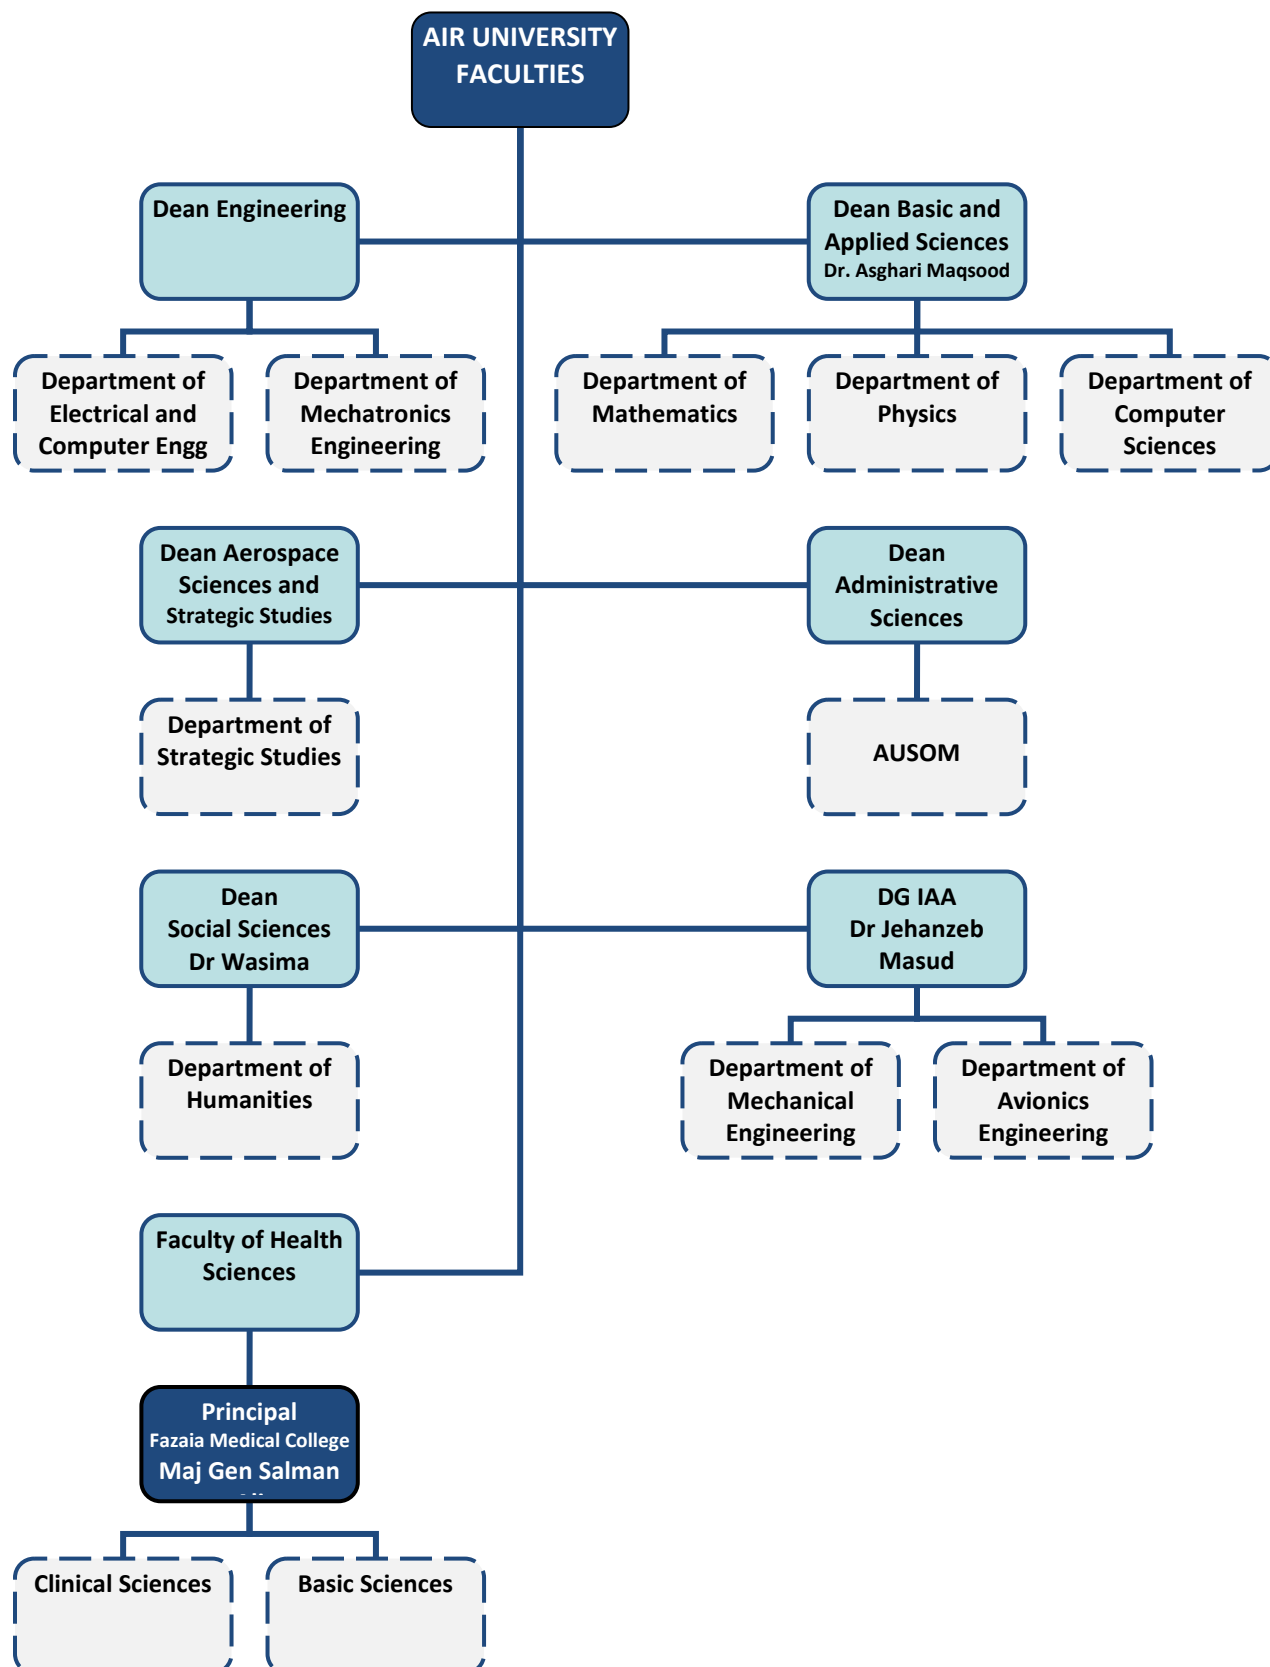 AIR UNIVERSITY
FACULTIES
Dean Engineering
Dean Basic and
Applied Sciences
Dr. Asghari Maqsood
Department of
Electrical and
Computer Engg
Department of
Mechatronics
Engineering
Department of
Mathematics
Department of
Physics
Department of
Computer
Sciences
Dean Aerospace
Sciences and
Strategic Studies
Dean
Administrative
Sciences
Department of
Strategic Studies
AUSOM
Dean
Social Sciences
Dr Wasima
DG IAA
Dr Jehanzeb
Masud
Department of
Humanities
Department of
Mechanical
Engineering
Department of
Avionics
Engineering
Faculty of Health
Sciences
Principal
Fazaia Medical College
Maj Gen Salman
Clinical Sciences
Basic Sciences